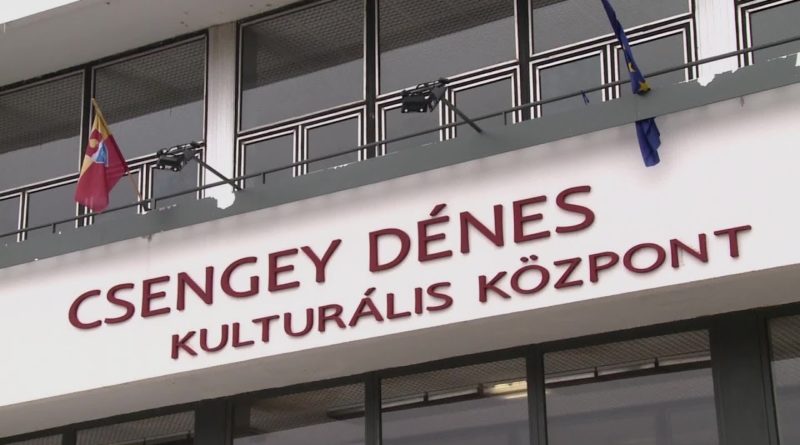 CSENGEY DÉNES
KULTURÁLIS KÖZPONT